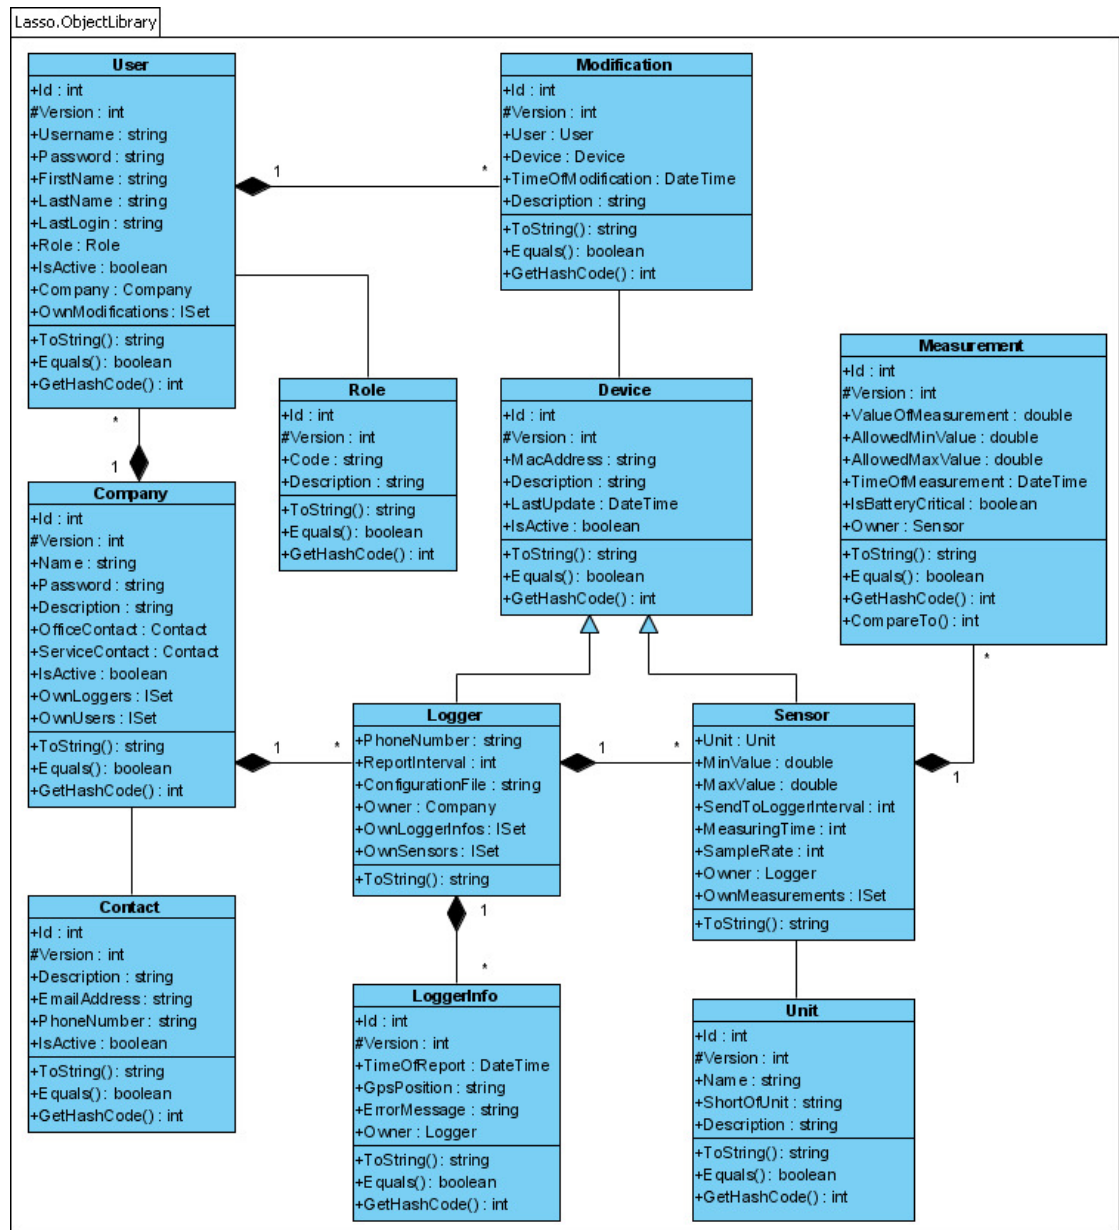 Lasso.ObjectLibrary
User
+Id : int
#Version : int
+Username : string
+Password : string
+FirstName : string
+LastName : string
+LastLogin : string
+Role : Role
+IsActive : boolean
+Company : Company
+OwnModifications : ISet
+ToString() : string
+Equals() : boolean
+GetHashCode() : int
1
*
Modification
+Id : int
#Version : int
+User : User
+Device : Device
+TimeOfModification : DateTime
+Description : string
+ToString() : string
+Equals() : boolean
+GetHashCode() : int
Role
+Id : int
#Version : int
+Code : string
+Description : string
+ToString() : string
+Equals() : boolean
+GetHashCode() : int
Device
+Id : int
#Version : int
+MacAddress : string
+Description : string
+LastUpdate : DateTime
+IsActive : boolean
+ToString() : string
+Equals() : boolean
+GetHashCode() : int
Measurement
+Id : int
#Version : int
+ValueOfMeasurement : double
+AllowedMinValue : double
+AllowedMaxValue : double
+TimeOfMeasurement : DateTime
+IsBatteryCritical : boolean
+Owner : Sensor
+ToString() : string
+Equals() : boolean
+GetHashCode() : int
+CompareTo() : int
*
1
Company
+Id : int
#Version : int
+Name : string
+Password : string
+Description : string
+OfficeContact : Contact
+ServiceContact : Contact
+IsActive : boolean
+OwnLoggers : ISet
+OwnUsers : ISet
+ToString() : string
+Equals() : boolean
+GetHashCode() : int
1
*
Logger
+PhoneNumber : string
+ReportInterval : int
+ConfigurationFile : string
+Owner : Company
+OwnLoggerInfos : ISet
+OwnSensors : ISet
+ToString() : string
1
*
Sensor
+Unit : Unit
+MinValue : double
+MaxValue : double
+SendToLoggerInterval : int
+MeasuringTime : int
+SampleRate : int
+Owner : Logger
+OwnMeasurements : ISet
+ToString() : string
*
1
Contact
+Id : int
#Version : int
+Description : string
+EmailAddress : string
+PhoneNumber : string
+IsActive : boolean
+ToString() : string
+Equals() : boolean
+GetHashCode() : int
1
*
LoggerInfo
+Id : int
#Version : int
+TimeOfReport : DateTime
+GpsPosition : string
+ErrorMessage : string
+Owner : Logger
+ToString() : string
+Equals() : boolean
+GetHashCode() : int
Unit
+Id : int
#Version : int
+Name : string
+ShortOfUnit : string
+Description : string
+ToString() : string
+Equals() : boolean
+GetHashCode() : int